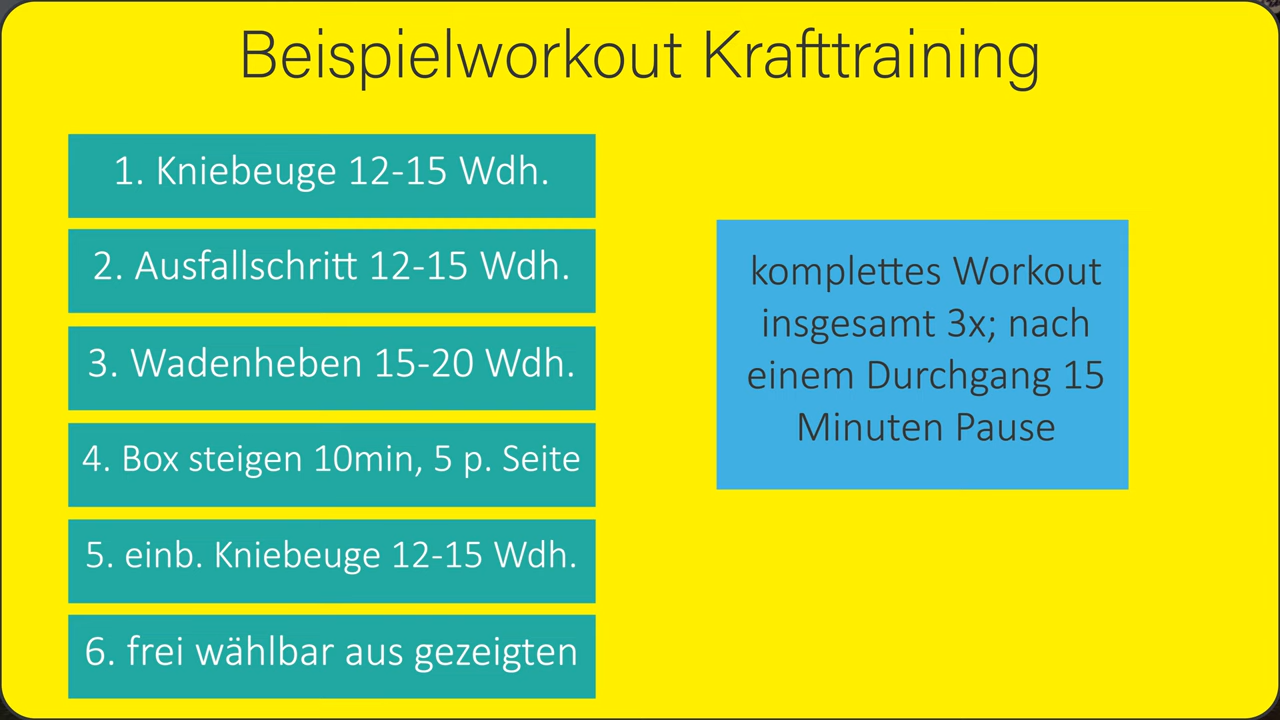 Beispielworkout Krafttraining
1. Kniebeuge 12-15 Wdh.
2. Ausfallschritt 12-15 Wdh.
3. Wadenheben 15-20 Wdh.
4. Box steigen 10min, 5 p. Seite
5. einb. Kniebeuge 12-15 Wdh.
6. frei wählbar aus gezeigten
komplettes Workout
insgesamt 3x; nach
einem Durchgang 15
Minuten Pause